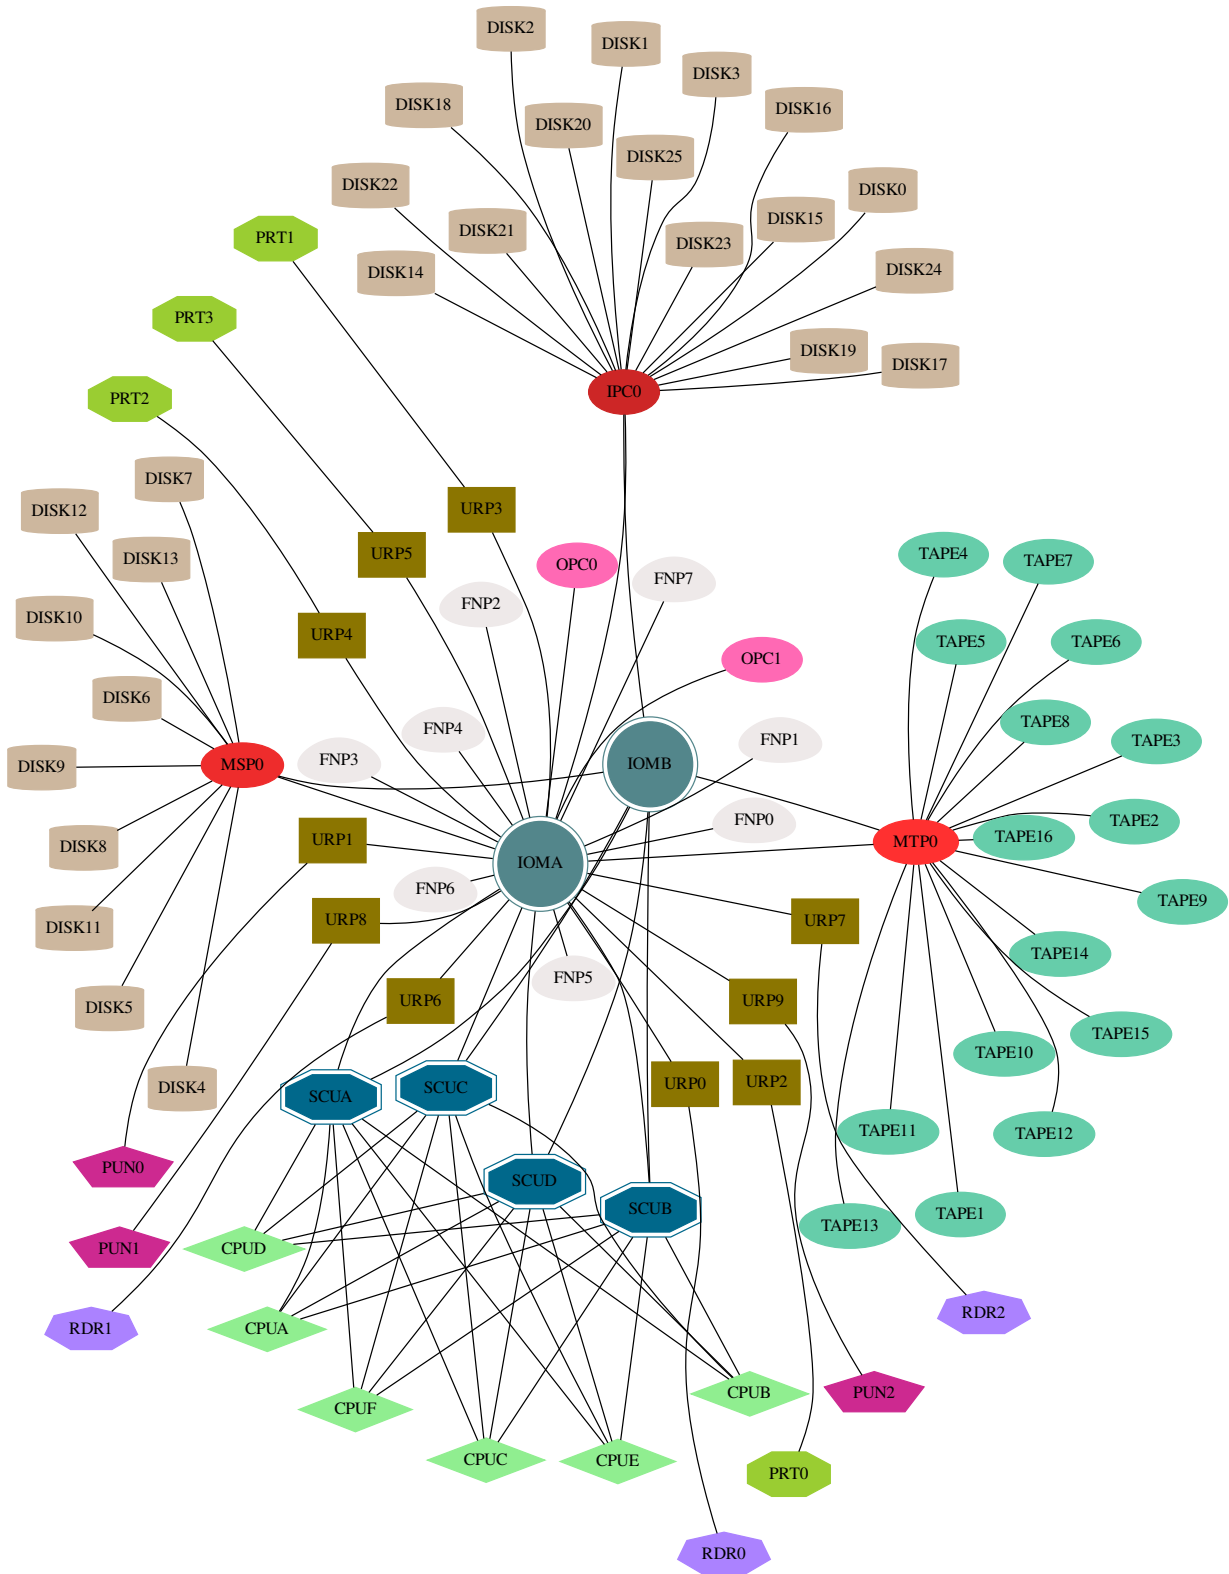 DISK2
DISK1
DISK3
DISK18
DISK16
DISK20
DISK25
DISK22
DISK0
DISK15
DISK21
PRT1
DISK23
DISK14
DISK24
PRT3
DISK19
DISK17
IPC0
PRT2
DISK7
URP3
DISK12
URP5
DISK13
TAPE4
TAPE7
OPC0
FNP7
FNP2
DISK10
URP4
TAPE5
TAPE6
OPC1
DISK6
FNP4
TAPE8
FNP1
TAPE3
FNP3
MSP0
IOMB
DISK9
TAPE2
FNP0
TAPE16
URP1
MTP0
DISK8
IOMA
FNP6
TAPE9
URP8
URP7
DISK11
TAPE14
FNP5
URP6
URP9
DISK5
TAPE15
TAPE10
URP0
URP2
SCUC
DISK4
SCUA
TAPE11
TAPE12
PUN0
SCUD
SCUB
TAPE1
TAPE13
PUN1
CPUD
RDR2
RDR1
CPUA
CPUB
PUN2
CPUF
CPUC
CPUE
PRT0
RDR0